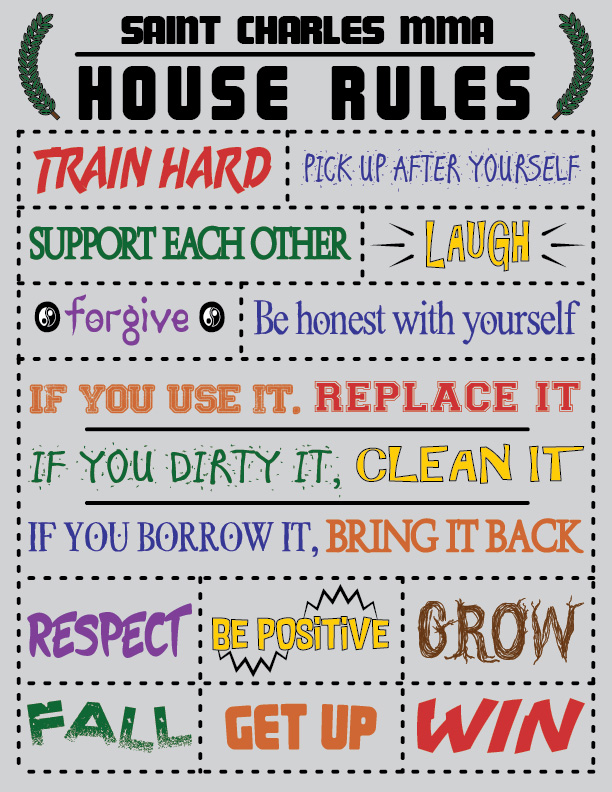 SAINT CHARLES MMA
HOUSE RULES
TRAIN HARD
PICK UP AFTER YOURSELF
SUPPORT EACH OTHER
LAUGH
forgive
Be honest with yourself
IF YOU USE IT. REPLACE IT
IF YOU DIRTY IT, CLEAN IT
IF YOU BORROW IT, BRING IT BACK
RESPECT
BE POSiTiVE
GROW
FALL
GET UP
WIN